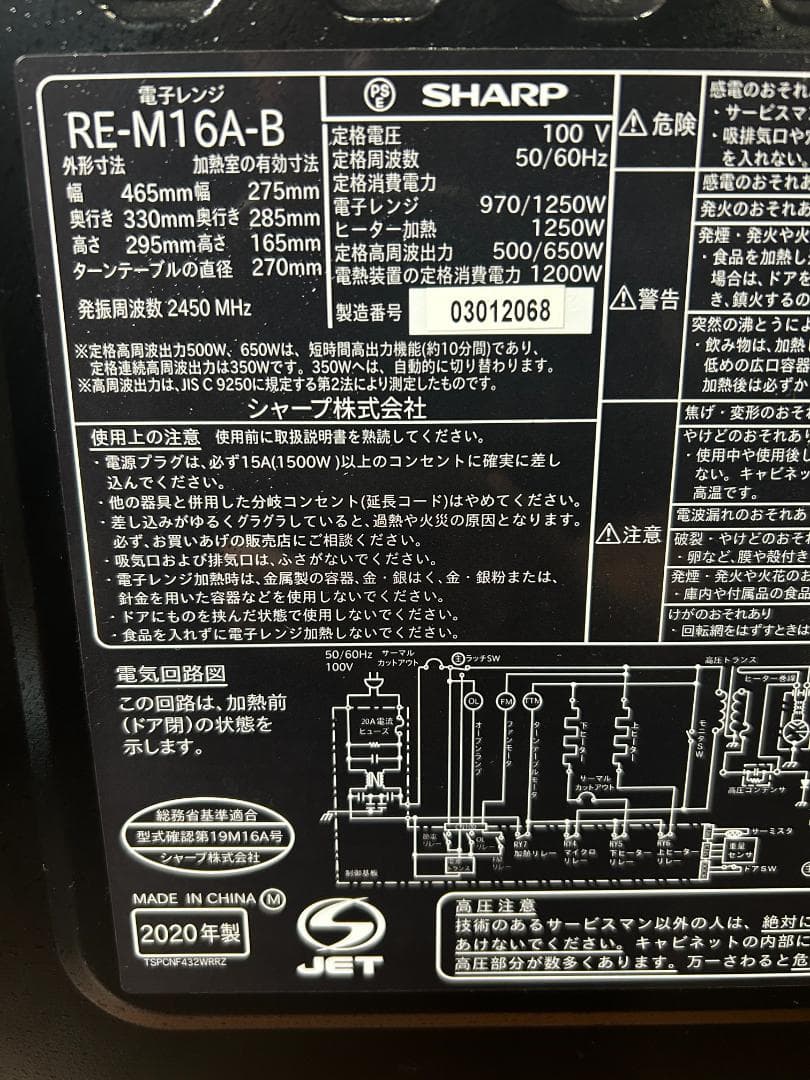 電子レンジ
RE-M16A-B
外形寸法 加熱室の有効寸法
幅 465mm 幅 275mm
奥行き 330mm 奥行き 285mm
高さ 295mm 高さ 165mm
ターンテーブルの直径 270mm
発振周波数 2450 MHz
PSE SHARP
定格電圧 100 V
定格周波数 50/60Hz
定格消費電力
電子レンジ 970/1250W
ヒーター加熱 1250W
定格高周波出力 500/650W
電熱装置の定格消費電力 1200W
製造番号 03012068
※定格高周波出力500W、650Wは、短時間高出力機能(約10分間)であり、
定格連続高周波出力は350Wです。350Wへは、自動的に切り替わります。
※高周波出力は、JIS C 9250に規定する第2法により測定したものです。
シャープ株式会社
使用上の注意 使用前に取扱説明書を熟読してください。
・電源プラグは、必ず15A(1500W)以上のコンセントに確実に差し
込んでください。
・他の器具と併用した分岐コンセント(延長コード)はやめてください。
・差し込みがゆるくグラグラしていると、過熱や火災の原因となります。
必ず、お買いあげの販売店にご相談ください。
・吸気口および排気口は、ふさがないでください。
・電子レンジ加熱時は、金属製の容器、金・銀はく、金・銀粉または、
針金を用いた容器などを使用しないでください。
・ドアにものを挟んだ状態で使用しないでください。
・食品を入れずに電子レンジ加熱しないでください。
危険
感電のおそれ
・サービスマ
・吸排気口や
を入れない。
警告
感電のおそれ
発火のおそれあ
発煙・発火や火
・食品を加熱し
場合は、ドアを
き、鎮火するの
突然の沸とうによ
・飲み物は、加熱
低めの広口容器
加熱後は必ずか
注意
焦げ・変形のおそ
やけどのおそれあり
・使用中や使用後し
ない。キャビネッ
高温です。
電波漏れのおそれあ
破裂・やけどのおそれ
・卵など、膜や殻付き
発煙・発火や火花のお
・庫内や付属品の食品
けがのおそれあり
・回転網をはずすときは
電気回路図
この回路は、加熱前
(ドア閉)の状態を
示します。
50/60Hz
100V
サーマル
カットアウト
主 ラッチSW
高圧トランス
ヒーター巻線
20A電流
ヒューズ
OL
オーブンランプ
FM
ファンモータ
TTM
ターンテーブルモータ
下ヒーター
上ヒーター
サーマル
カットアウト
モニタSW
高圧コンデンサ
OL
リレー
RY7
加熱リレー
RY4
マイクロ
リレー
RY5
下ヒーター
リレー
RY6
上ヒーター
リレー
制御基板
サーミスタ
重量
センサ
ドアSW
総務省基準適合
型式確認第19M16A号
シャープ株式会社
MADE IN CHINA M
2020年製
TSPCNF432WRRZ
JET
高圧注意
技術のあるサービスマン以外の人は、絶対に
あけないでください。キャビネットの内部に
高圧部分が数多くあります。万一さわると危